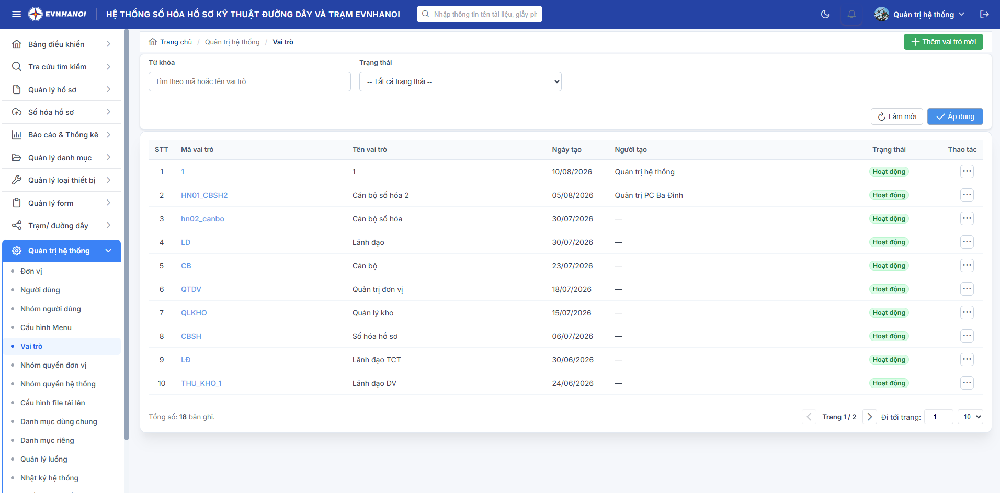 EVNHANOI
HỆ THỐNG SỐ HÓA HỒ SƠ KỸ THUẬT ĐƯỜNG DÂY VÀ TRẠM EVNHANOI
Nhập thông tin tên tài liệu, giấy ph
Quản trị hệ thống
Bảng điều khiển
Tra cứu tìm kiếm
Quản lý hồ sơ
Số hóa hồ sơ
Báo cáo & Thống kê
Quản lý danh mục
Quản lý loại thiết bị
Quản lý form
Trạm/ đường dây
Quản trị hệ thống
Đơn vị
Người dùng
Nhóm người dùng
Cấu hình Menu
Vai trò
Nhóm quyền đơn vị
Nhóm quyền hệ thống
Cấu hình file tải lên
Danh mục dùng chung
Danh mục riêng
Quản lý luồng
Nhật ký hệ thống
Trang chủ / Quản trị hệ thống / Vai trò
Thêm vai trò mới
Từ khóa Trạng thái
Tìm theo mã hoặc tên vai trò... -- Tất cả trạng thái --
Làm mới Áp dụng
STT Mã vai trò Tên vai trò Ngày tạo Người tạo Trạng thái Thao tác
1 1 1 10/08/2026 Quản trị hệ thống Hoạt động
2 HN01_CBSH2 Cán bộ số hóa 2 05/08/2026 Quản trị PC Ba Đình Hoạt động
3 hn02_canbo Cán bộ số hóa 30/07/2026 — Hoạt động
4 LD Lãnh đạo 30/07/2026 — Hoạt động
5 CB Cán bộ 23/07/2026 — Hoạt động
6 QTDV Quản trị đơn vị 18/07/2026 — Hoạt động
7 QLKHO Quản lý kho 15/07/2026 — Hoạt động
8 CBSH Số hóa hồ sơ 06/07/2026 — Hoạt động
9 LĐ Lãnh đạo TCT 30/06/2026 — Hoạt động
10 THU_KHO_1 Lãnh đạo DV 24/06/2026 — Hoạt động
Tổng số: 18 bản ghi. Trang 1 / 2 Đi tới trang: 1 10